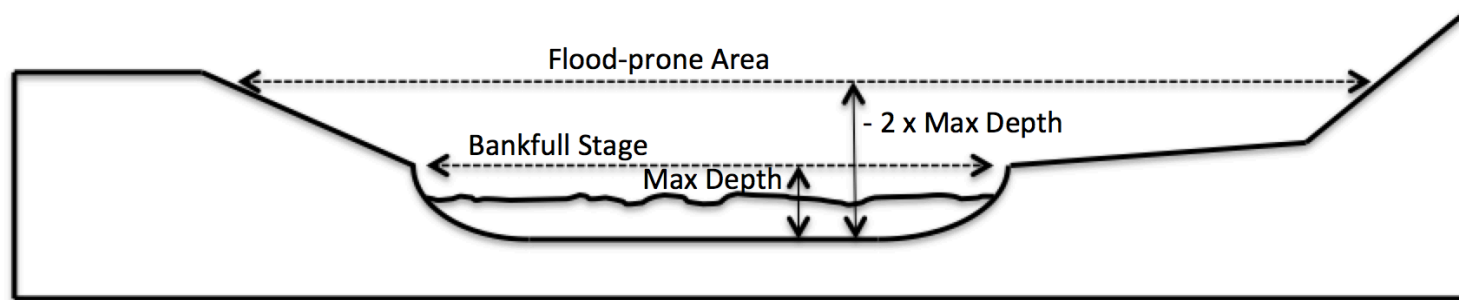 Flood-prone Area
- 2 x Max Depth
Bankfull Stage
Max Depth